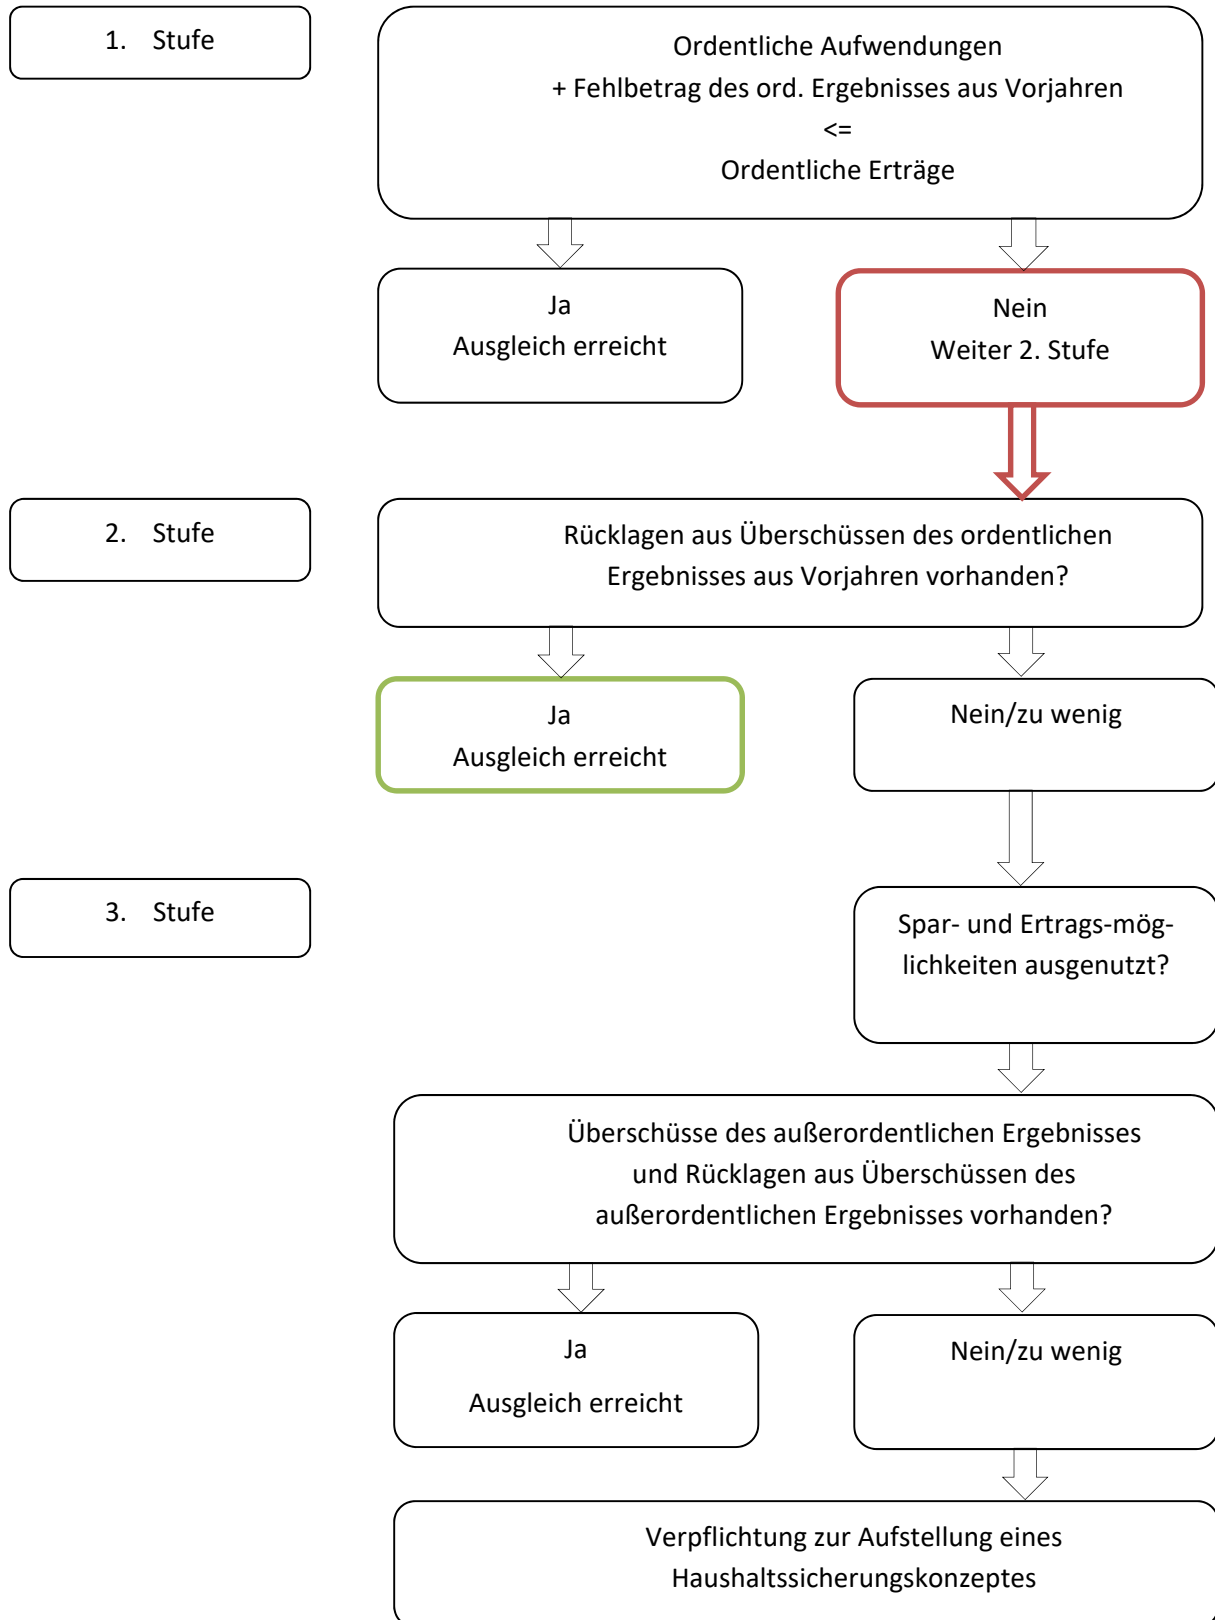 1. Stufe
Ordentliche Aufwendungen
+ Fehlbetrag des ord. Ergebnisses aus Vorjahren
<=
Ordentliche Erträge
Ja
Ausgleich erreicht
Nein
Weiter 2. Stufe
2. Stufe
Rücklagen aus Überschüssen des ordentlichen
Ergebnisses aus Vorjahren vorhanden?
Ja
Ausgleich erreicht
Nein/zu wenig
3. Stufe
Spar- und Ertrags-mög-
lichkeiten ausgenutzt?
Überschüsse des außerordentlichen Ergebnisses
und Rücklagen aus Überschüssen des
außerordentlichen Ergebnisses vorhanden?
Ja
Ausgleich erreicht
Nein/zu wenig
Verpflichtung zur Aufstellung eines
Haushaltssicherungskonzeptes